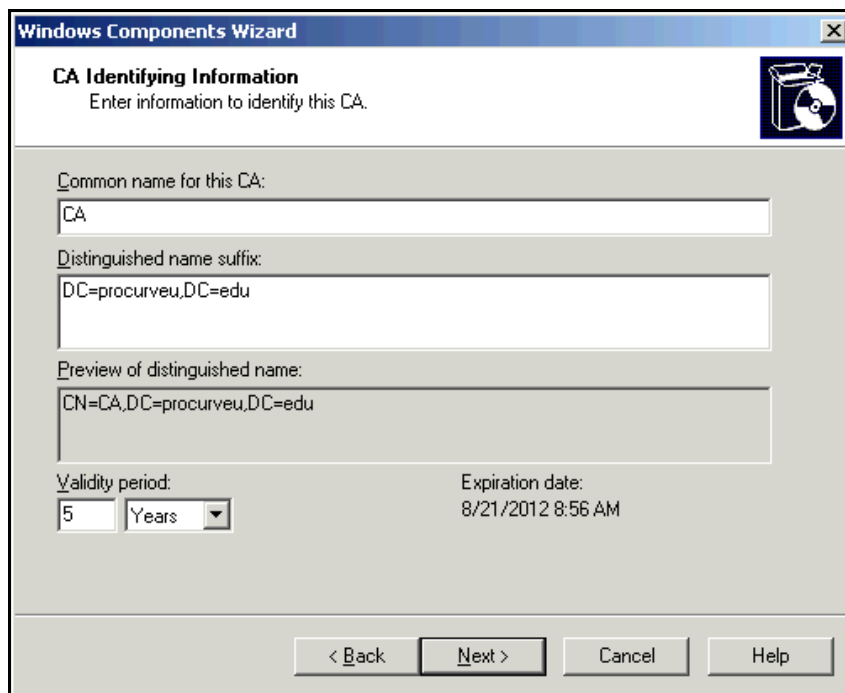 Windows Components Wizard
CA Identifying Information
Enter information to identify this CA.
Common name for this CA:
CA
Distinguished name suffix:
DC=procurveu,DC=edu
Preview of distinguished name:
CN=CA,DC=procurveu,DC=edu
Validity period:
Expiration date:
5
Years
8/21/2012 8:56 AM
< Back
Next >
Cancel
Help